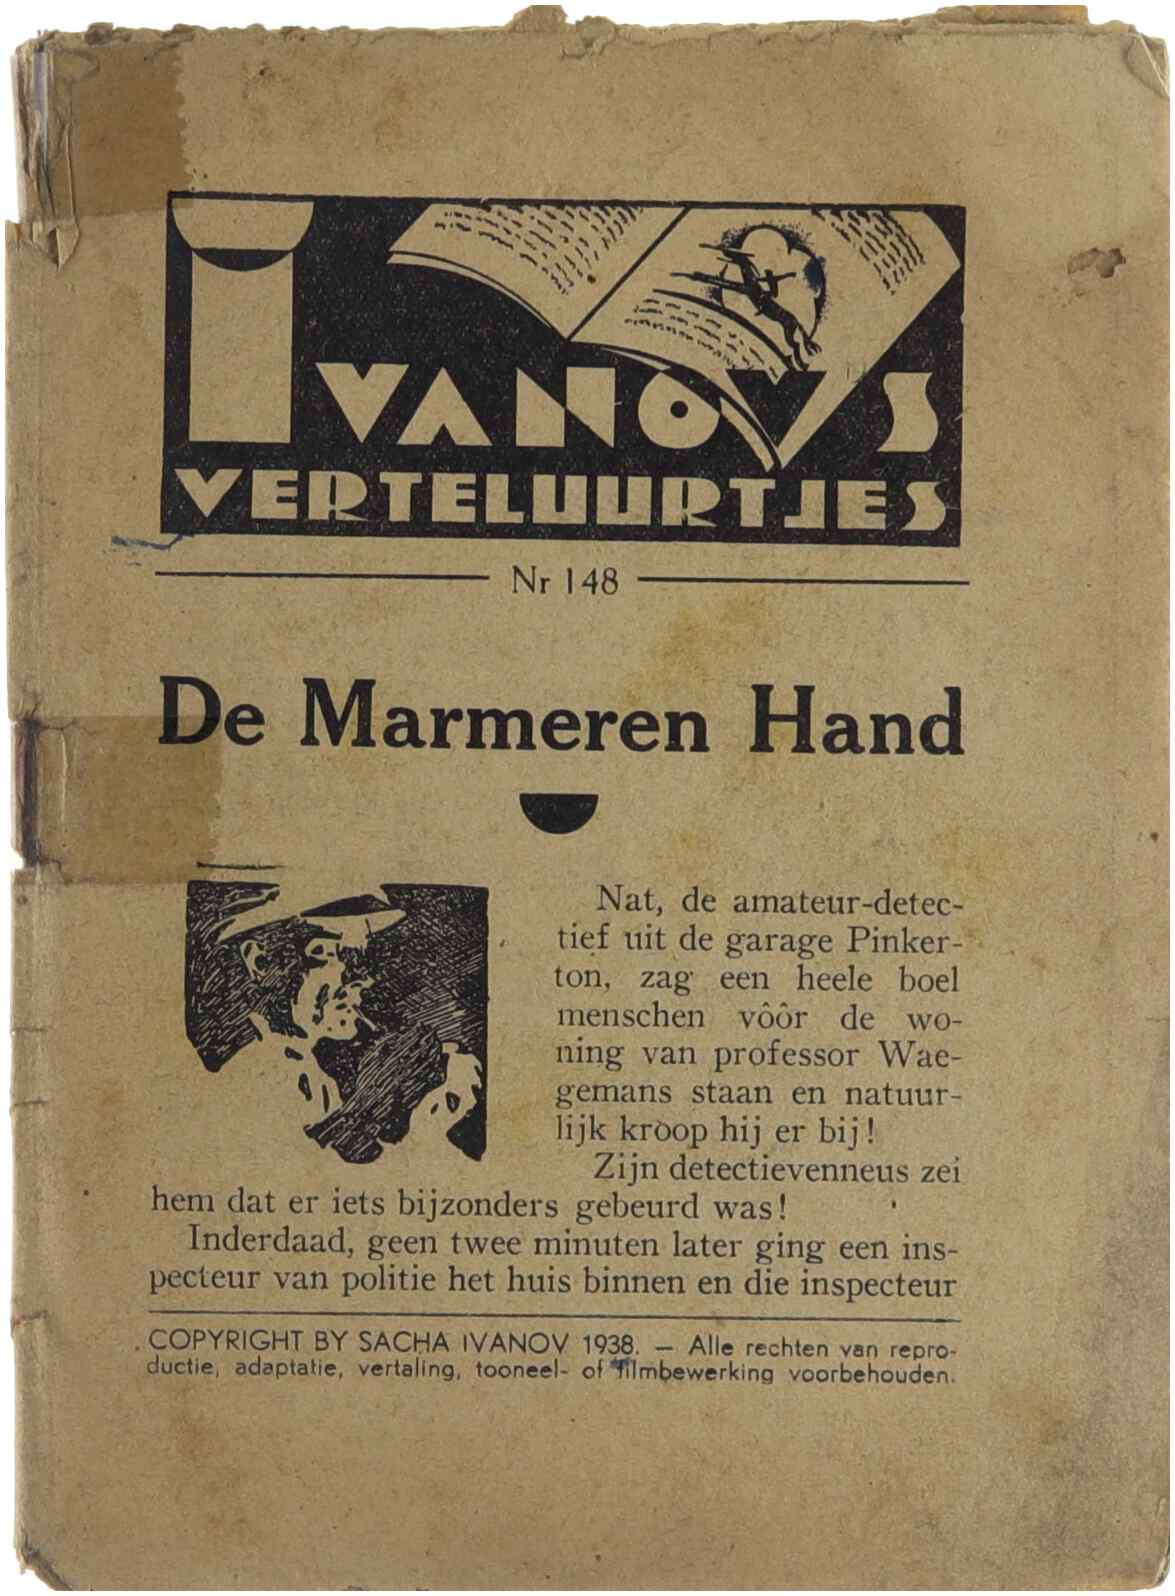 IVANOV'S
VERTELUURTJES
Nr 148
De Marmeren Hand
Nat, de amateur-detec-
tief uit de garage Pinker-
ton, zag een heele boel
menschen vôôr de wo-
ning van professor Wae-
gemans staan en natuur-
lijk kroop hij er bij!
Zijn detectievenneus zei
hem dat er iets bijzonders gebeurd was!
Inderdaad, geen twee minuten later ging een ins-
pecteur van politie het huis binnen en die inspecteur
COPYRIGHT BY SACHA IVANOV 1938. — Alle rechten van repro-
ductie, adaptatie, vertaling, tooneel- of filmbewerking voorbehouden.